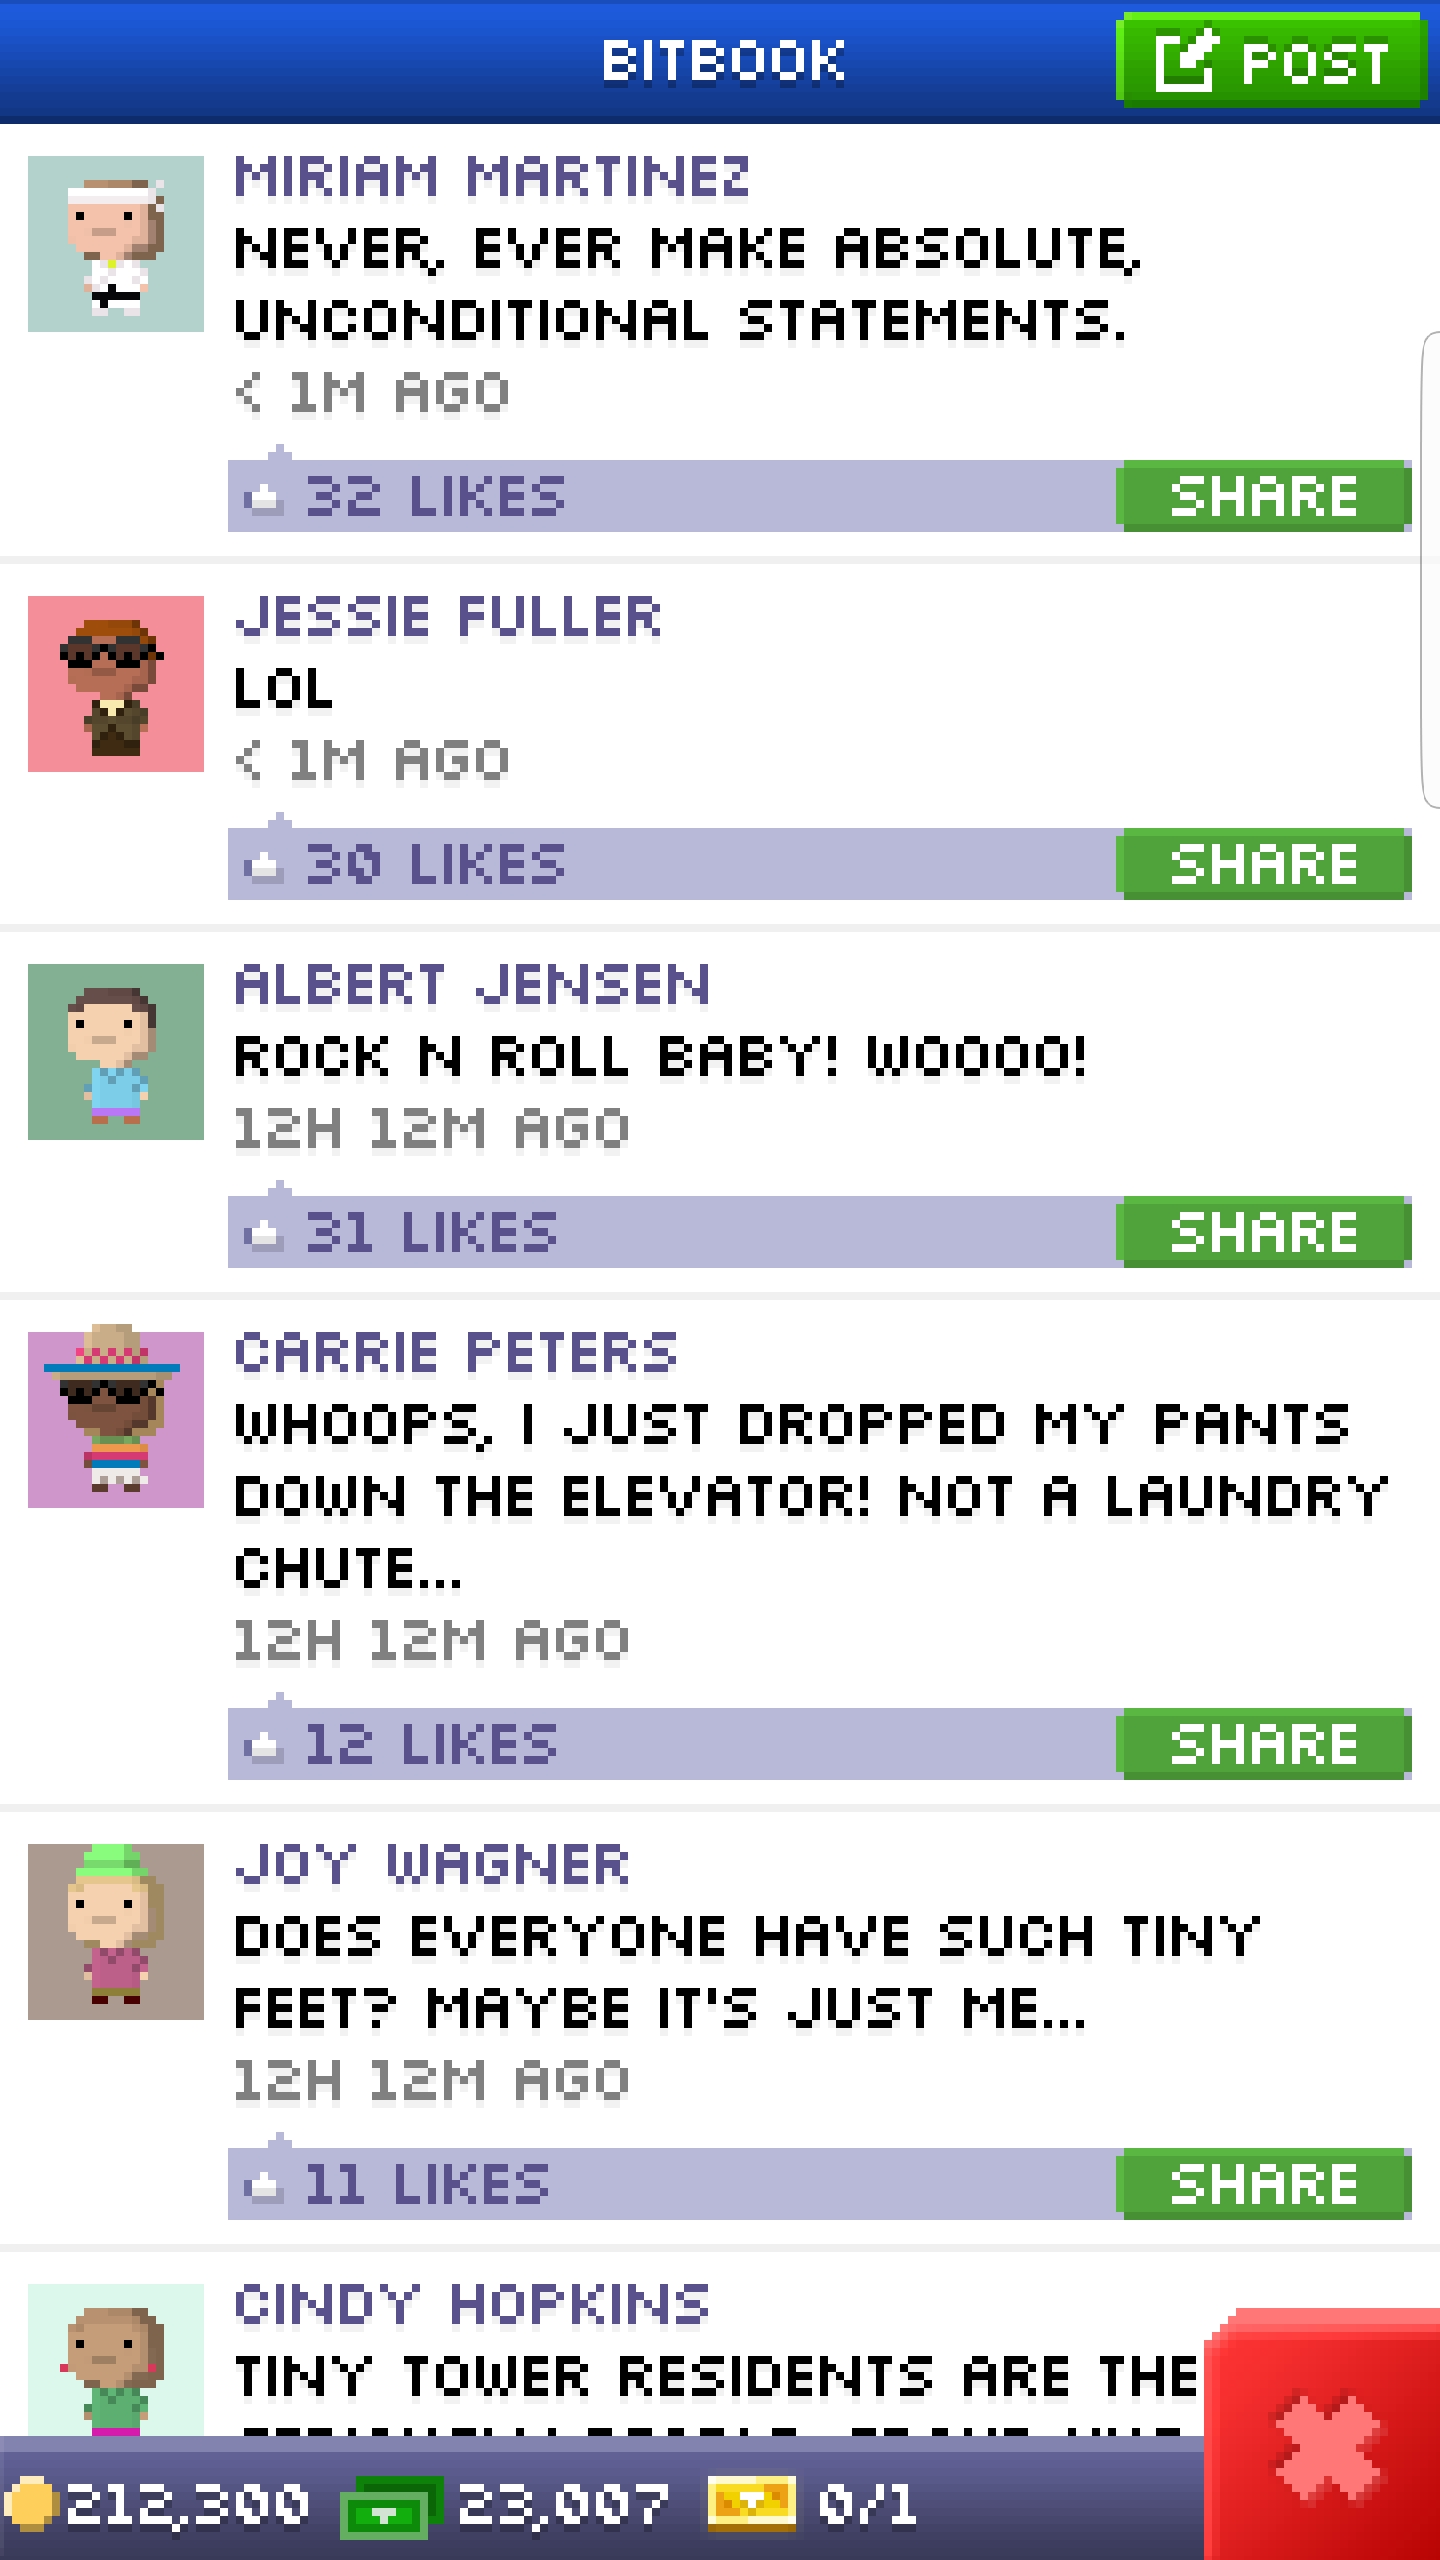 BITBOOK
POST
MIRIAM MARTINEZ
NEVER, EVER MAKE ABSOLUTE,
UNCONDITIONAL STATEMENTS.
< 1M AGO
32 LIKES
SHARE
JESSIE FULLER
LOL
< 1M AGO
30 LIKES
SHARE
ALBERT JENSEN
ROCK N ROLL BABY! WOOOO!
12H 12M AGO
31 LIKES
SHARE
CARRIE PETERS
WHOOPS, I JUST DROPPED MY PANTS
DOWN THE ELEVATOR! NOT A LAUNDRY
CHUTE...
12H 12M AGO
12 LIKES
SHARE
JOY WAGNER
DOES EVERYONE HAVE SUCH TINY
FEET? MAYBE IT'S JUST ME...
12H 12M AGO
11 LIKES
SHARE
CINDY HOPKINS
TINY TOWER RESIDENTS ARE THE
212,300
23,007
0/1